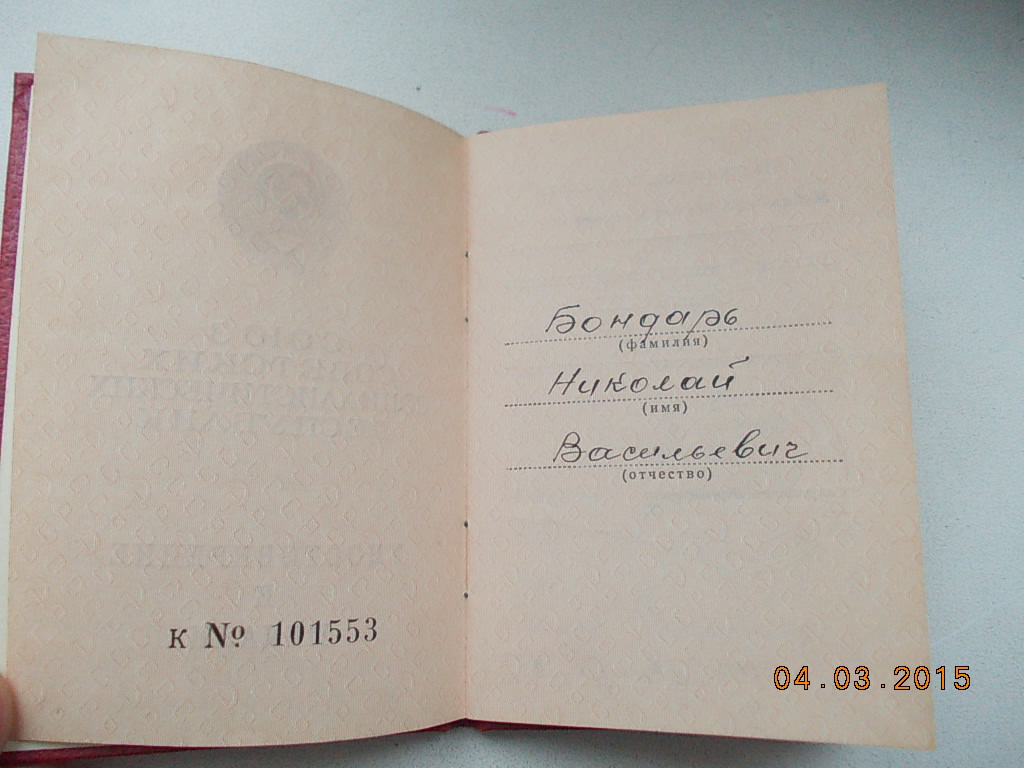 К № 101553
Бондарь
(фамилия)
Николай
(имя)
Васильевич
(отчество)
04.03.2015